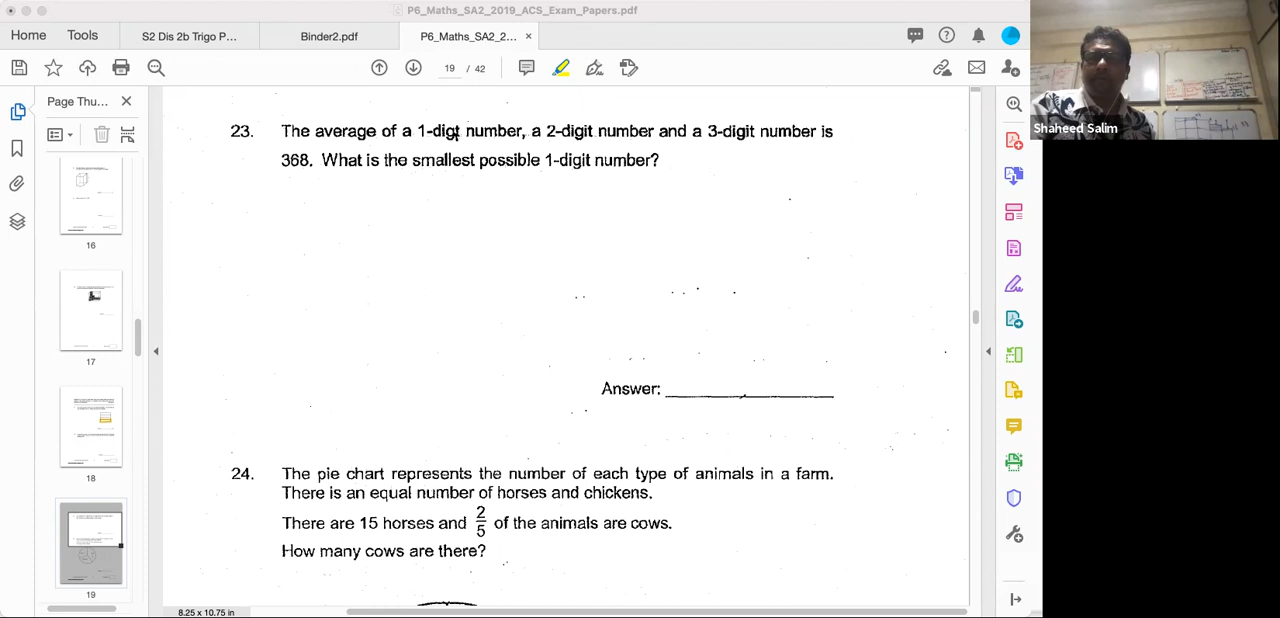 P6_Maths_SA2_2019_ACS_Exam_Papers.pdf
Home
Tools
S2 Dis 2b Trigo P...
Binder2.pdf
P6_Maths_SA2_2... ×
19 / 42
Page Thu...
16
17
18
19
23. The average of a 1-digt number, a 2-digit number and a 3-digit number is
368. What is the smallest possible 1-digit number?
Answer:
24. The pie chart represents the number of each type of animals in a farm.
There is an equal number of horses and chickens.
There are 15 horses and 2/5 of the animals are cows.
How many cows are there?
8.25 x 10.75 in
Shaheed Salim